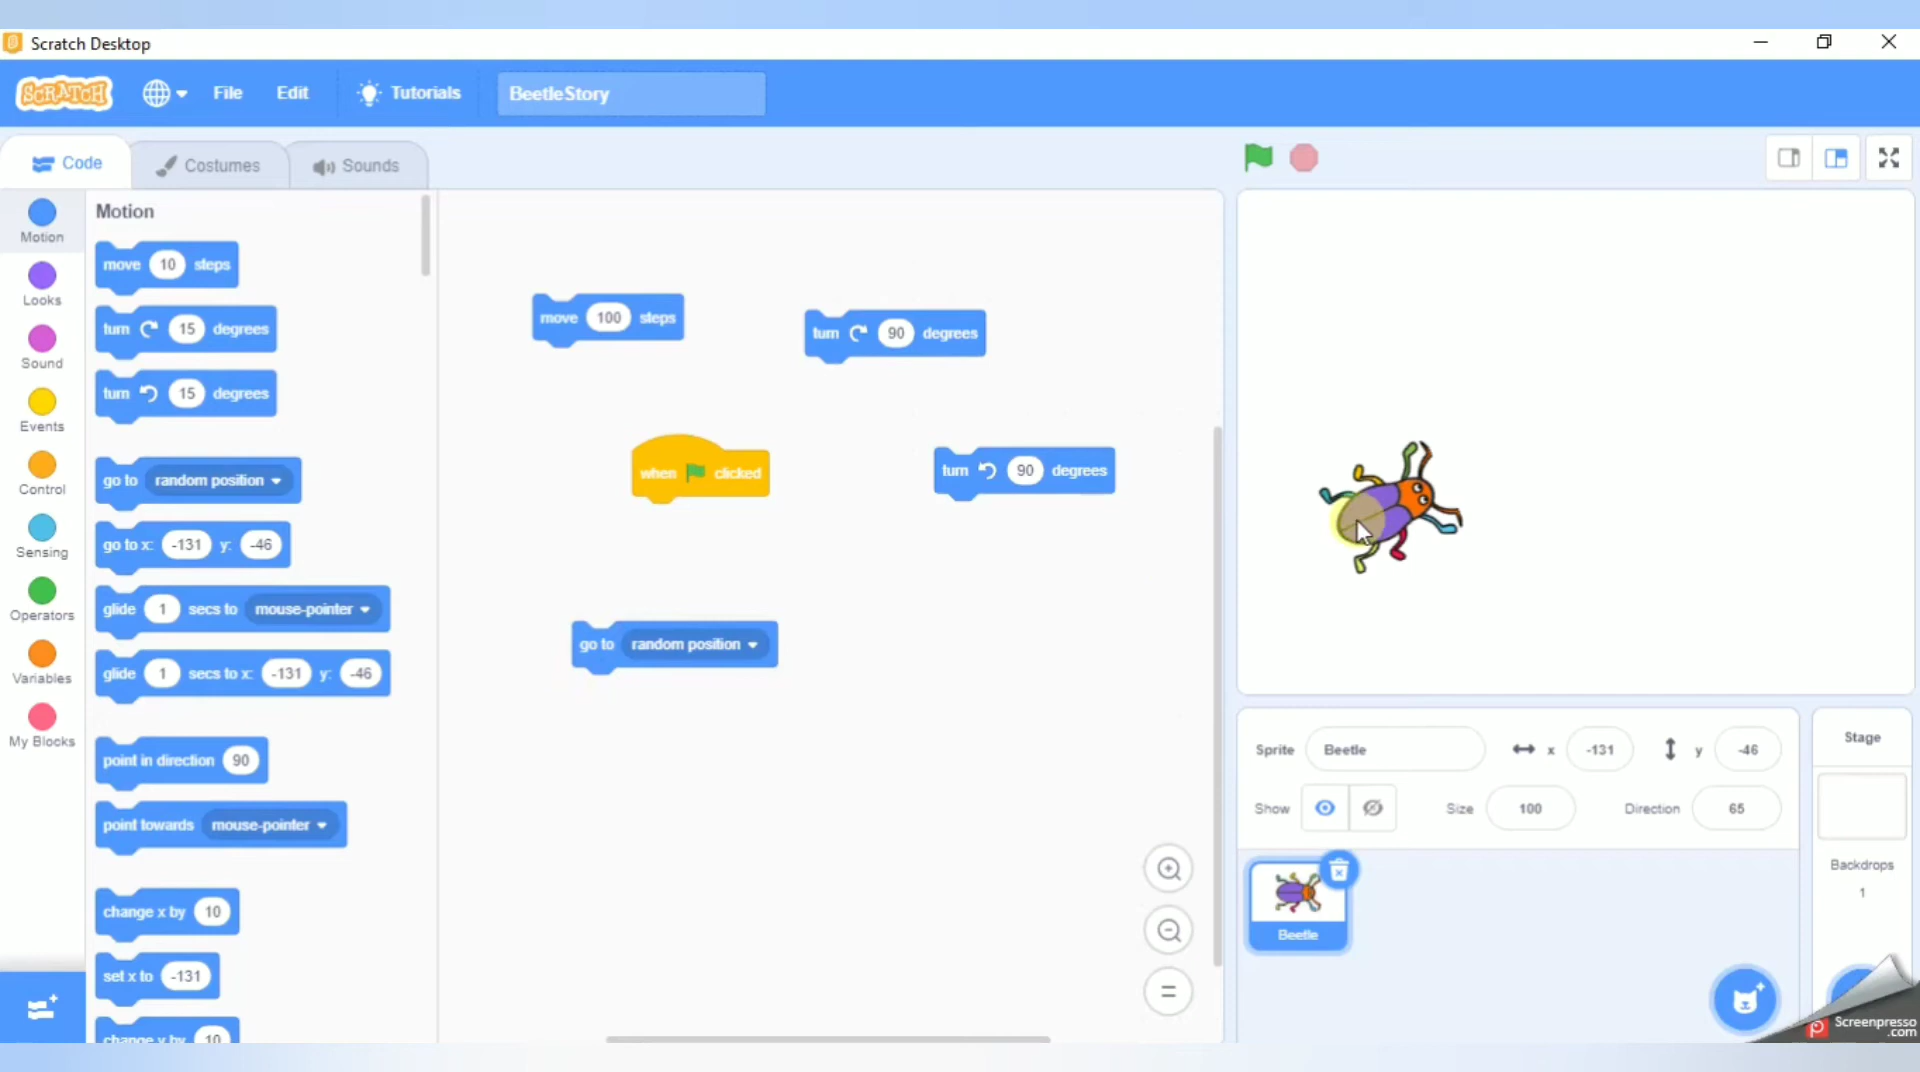 Scratch Desktop
SCRATCH File Edit Tutorials BeetleStory
Code Costumes Sounds
Motion
Looks
Sound
Events
Control
Sensing
Operators
Variables
My Blocks
Motion
move 10 steps
turn 15 degrees
turn 15 degrees
go to random position
go to x: -131 y: -46
glide 1 secs to mouse-pointer
glide 1 secs to x: -131 y: -46
point in direction 90
point towards mouse-pointer
change x by 10
set x to -131
change y by 10
move 100 steps
turn 90 degrees
when clicked
turn 90 degrees
go to random position
Sprite Beetle x -131 y -46
Show Size 100 Direction 65
Beetle
Stage
Backdrops
1
Screenpresso
.com